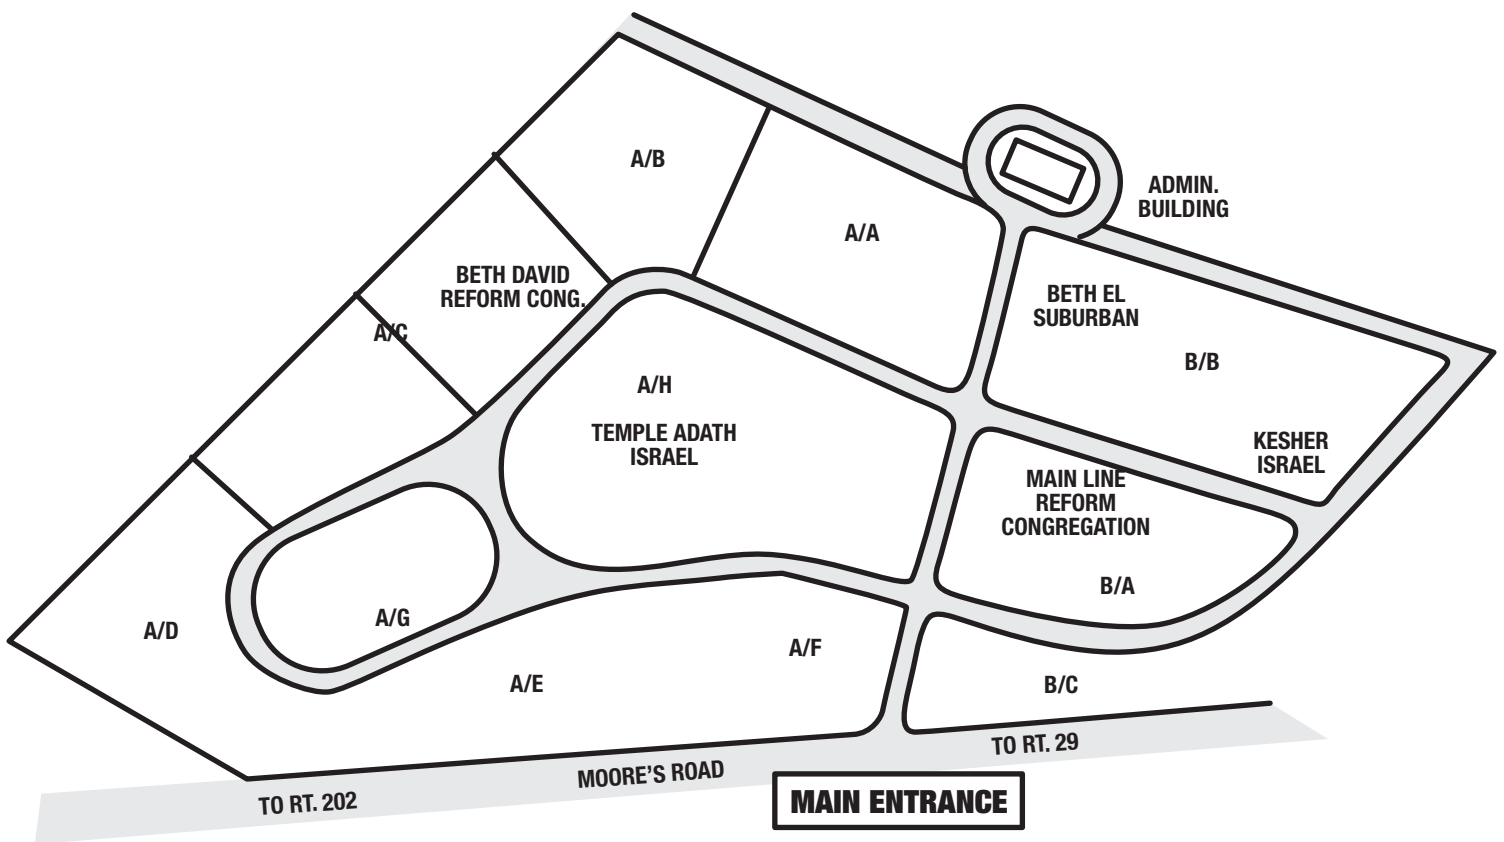 A/B
ADMIN.
BUILDING
A/A
BETH DAVID
REFORM CONG.
BETH EL
SUBURBAN
A/C
B/B
A/H
TEMPLE ADATH
ISRAEL
KESHER
ISRAEL
MAIN LINE
REFORM
CONGREGATION
B/A
A/G
A/D
A/F
A/E
B/C
TO RT. 29
MOORE'S ROAD
TO RT. 202
MAIN ENTRANCE